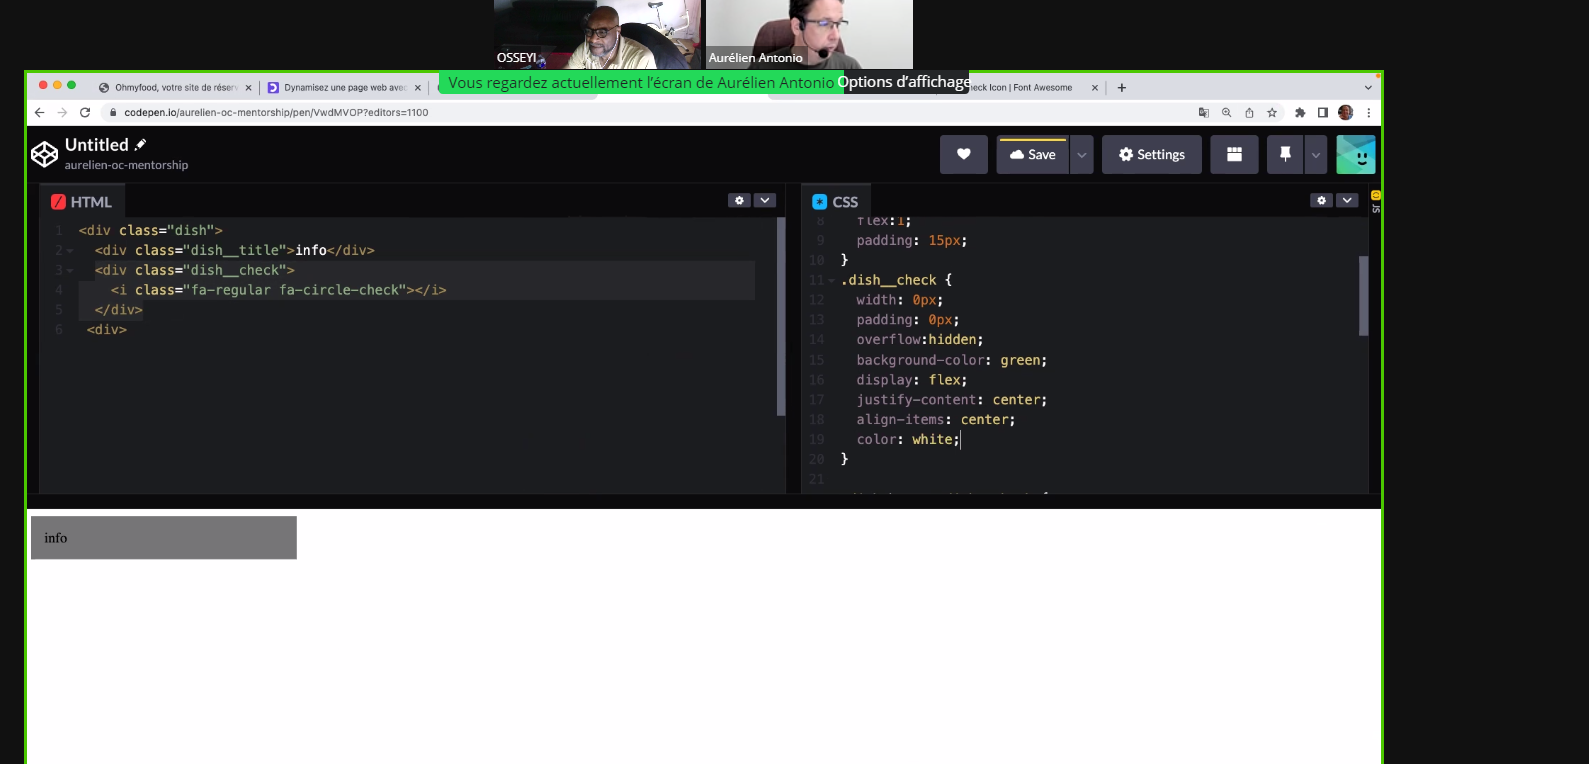 OSSEYI
Aurélien Antonio
Vous regardez actuellement l'écran de Aurélien Antonio
Options d'affichage
Ohmyfood, votre site de réserv
Dynamisez une page web avec
eck Icon | Font Awesome
codepen.io/aurelien-oc-mentorship/pen/VwdMVOP?editors=1100
Untitled
aurelien-oc-mentorship
Save
Settings
HTML
1 <div class="dish">
2 <div class="dish__title">info</div>
3 <div class="dish__check">
4 <i class="fa-regular fa-circle-check"></i>
5 </div>
6 <div>
CSS
8 flex:1;
9 padding: 15px;
10 }
11 .dish__check {
12 width: 0px;
13 padding: 0px;
14 overflow:hidden;
15 background-color: green;
16 display: flex;
17 justify-content: center;
18 align-items: center;
19 color: white;
20 }
21
JS
info